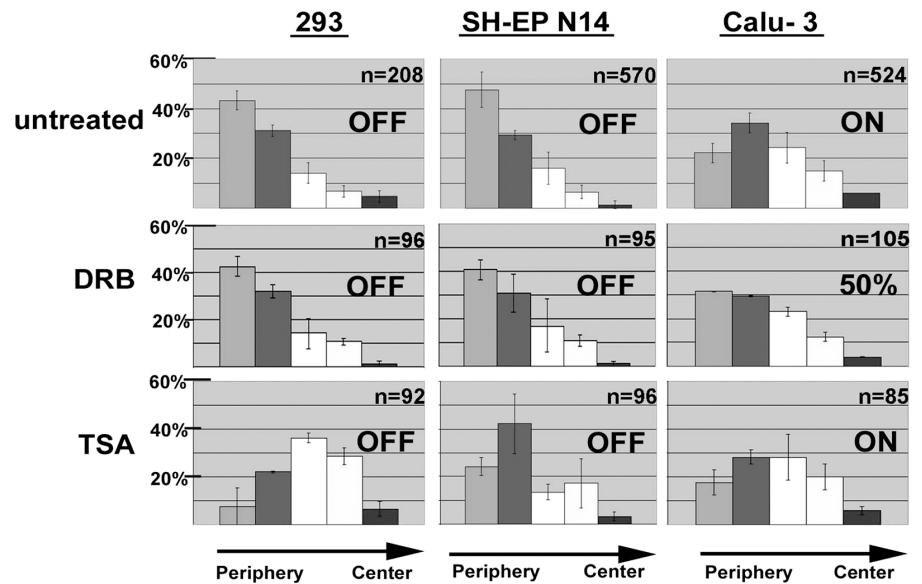 293 SH-EP N14 Calu- 3
untreated
60%
40%
20%
n=208
OFF
n=570
OFF
n=524
ON
DRB
60%
40%
20%
n=96
OFF
n=95
OFF
n=105
50%
TSA
60%
40%
20%
n=92
OFF
n=96
OFF
n=85
ON
Periphery Center Periphery Center Periphery Center